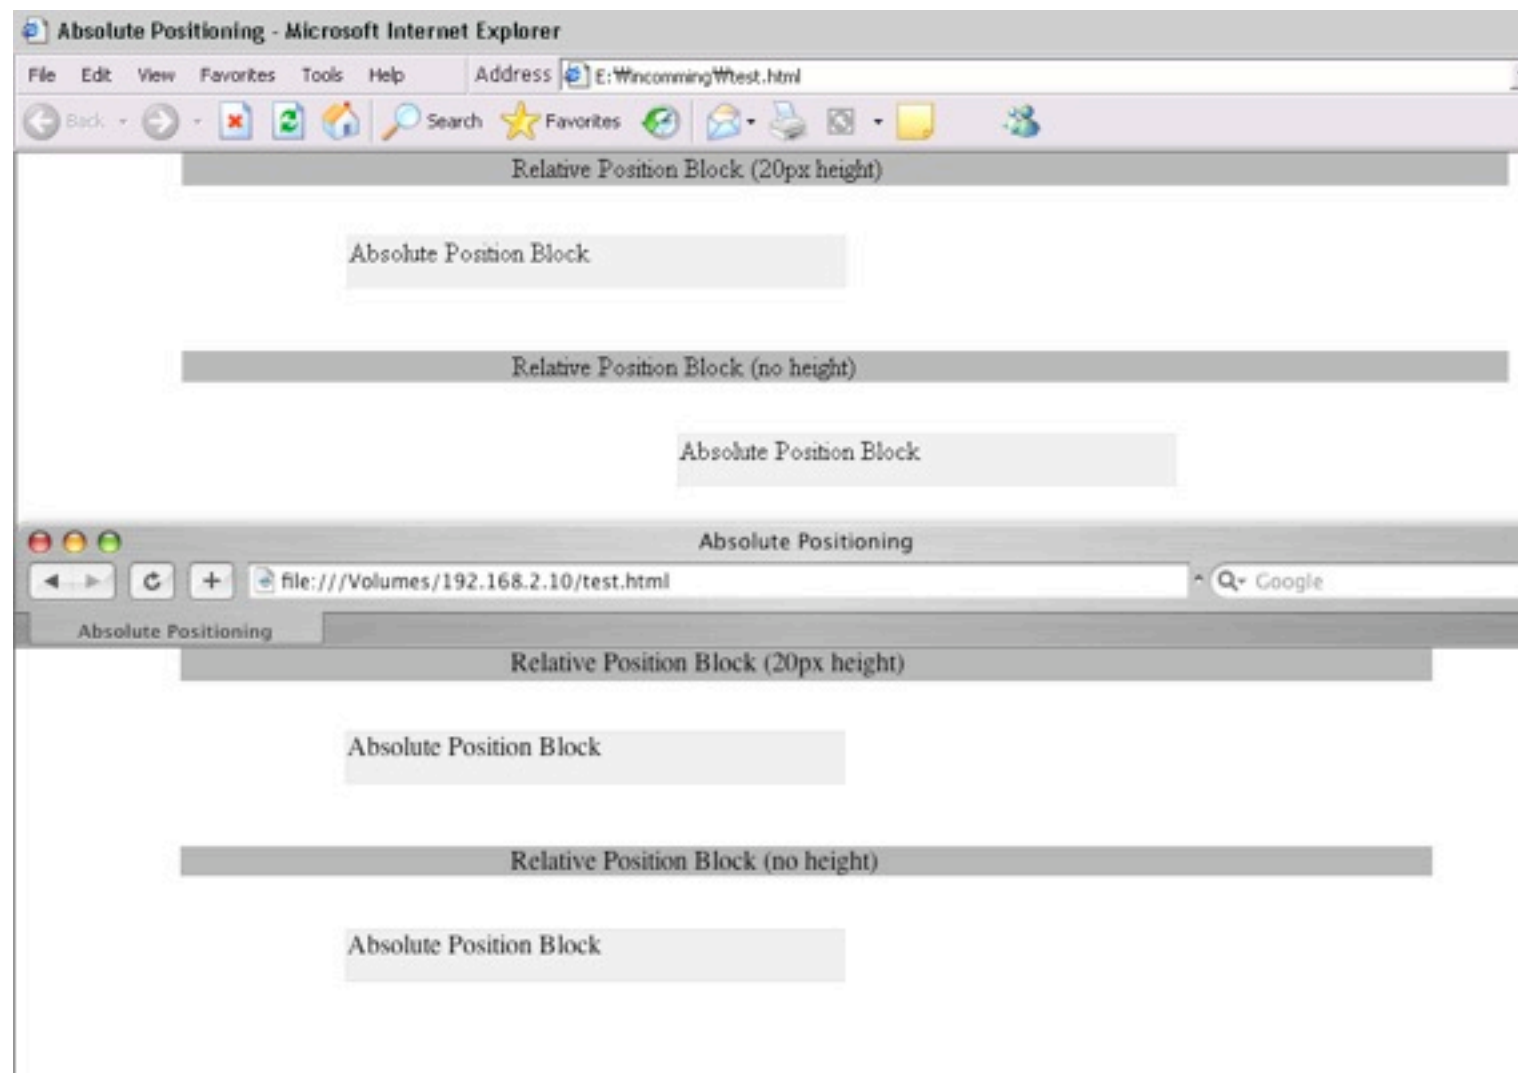 Absolute Positioning - Microsoft Internet Explorer
File Edit View Favorites Tools Help Address E:₩incomming₩test.html
Back Search Favorites
Relative Position Block (20px height)
Absolute Position Block
Relative Position Block (no height)
Absolute Position Block
Absolute Positioning
file:///Volumes/192.168.2.10/test.html Google
Absolute Positioning
Relative Position Block (20px height)
Absolute Position Block
Relative Position Block (no height)
Absolute Position Block